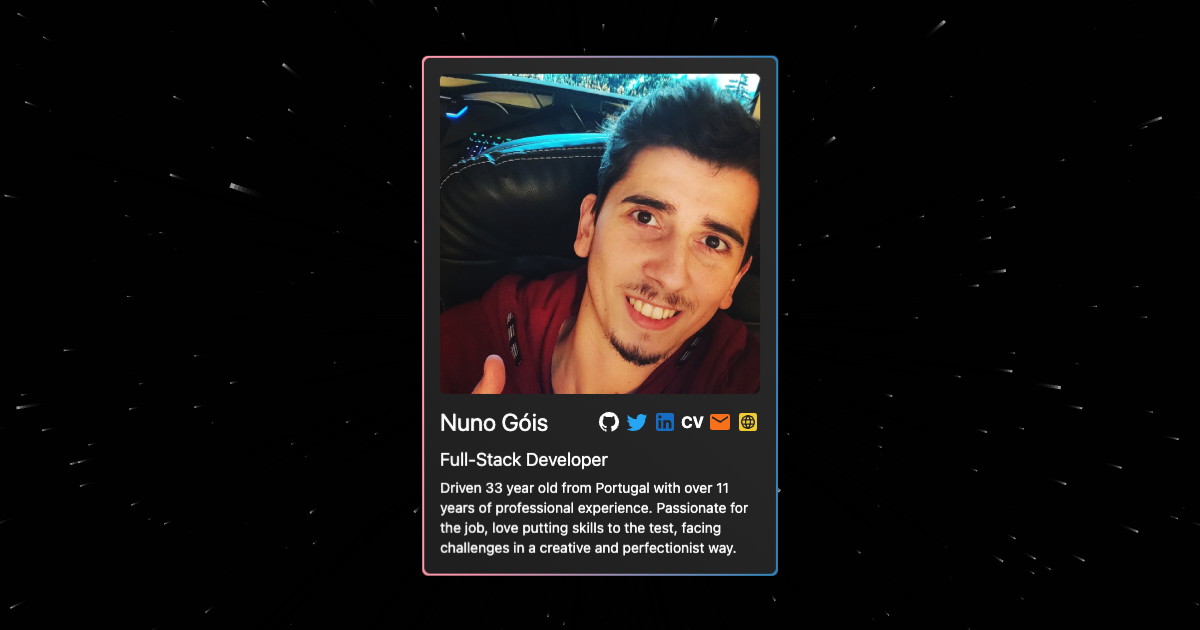 Nuno Góis
CV
Full-Stack Developer
Driven 33 year old from Portugal with over 11
years of professional experience. Passionate for
the job, love putting skills to the test, facing
challenges in a creative and perfectionist way.